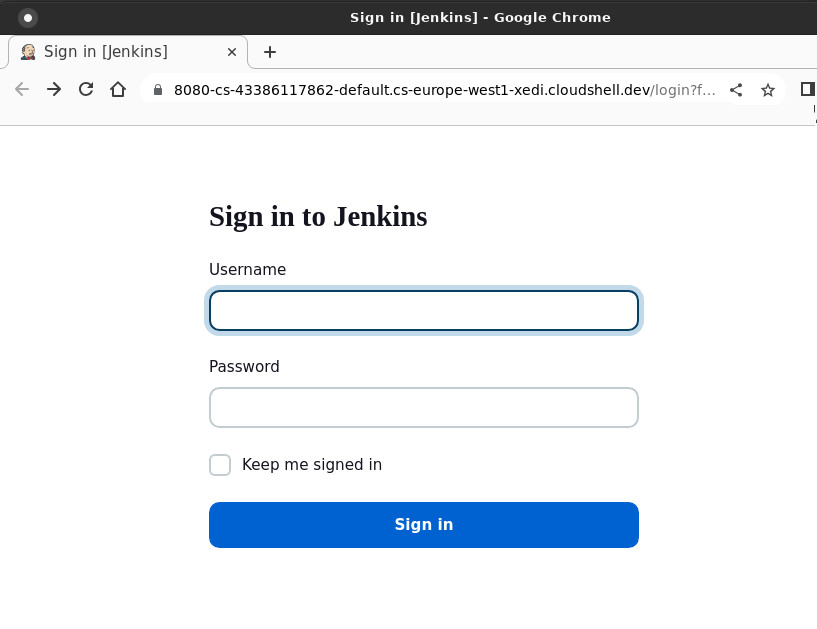 Sign in [Jenkins] - Google Chrome
Sign in [Jenkins]
8080-cs-43386117862-default.cs-europe-west1-xedi.cloudshell.dev/login?f...
Sign in to Jenkins
Username
Password
Keep me signed in
Sign in